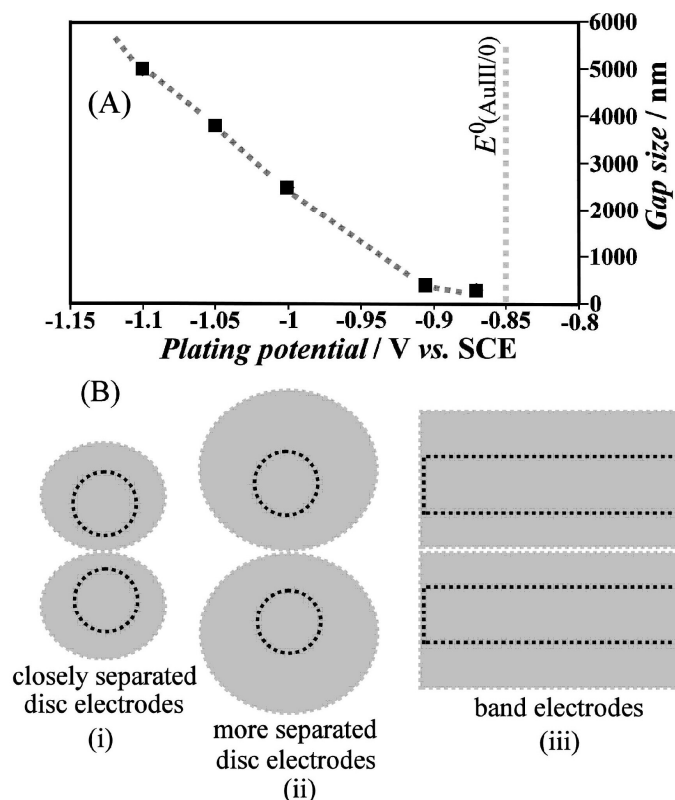 (A)
E⁰(AuIII/0)
6000
5000
4000
3000
2000
1000
0
Gap size / nm
-1.15 -1.1 -1.05 -1 -0.95 -0.9 -0.85 -0.8
Plating potential / V vs. SCE
(B)
closely separated
disc electrodes
(i)
more separated
disc electrodes
(ii)
band electrodes
(iii)